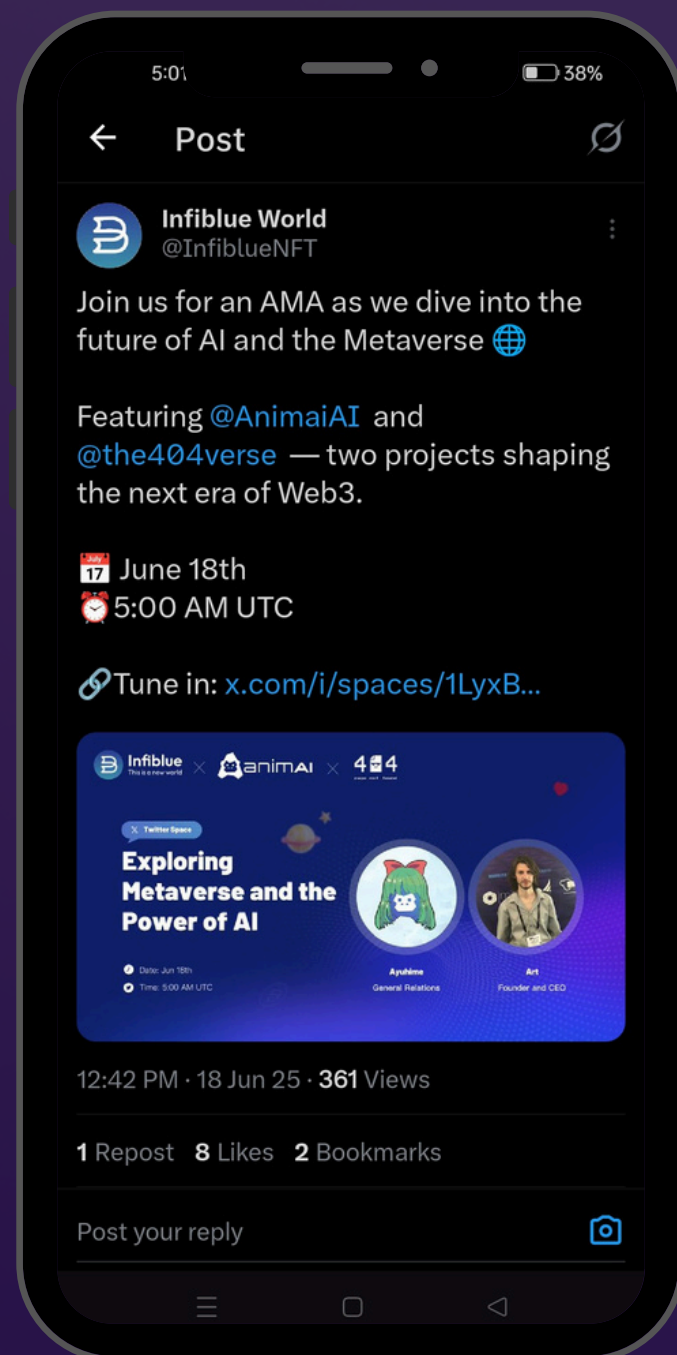 5:01
38%
Post
Infiblue World
@InfiblueNFT
Join us for an AMA as we dive into the
future of AI and the Metaverse 🌐
Featuring @AnimaiAI and
@the404verse — two projects shaping
the next era of Web3.
📅 June 18th
⏰5:00 AM UTC
🔗Tune in: x.com/i/spaces/1LyxB...
Infiblue
This is a new world
× animAI × 404
X Twitter Space
Exploring
Metaverse and the
Power of AI
Date: Jun 18th
Time: 5:00 AM UTC
Ayuhime
General Relations
Art
Founder and CEO
12:42 PM · 18 Jun 25 · 361 Views
1 Repost 8 Likes 2 Bookmarks
Post your reply